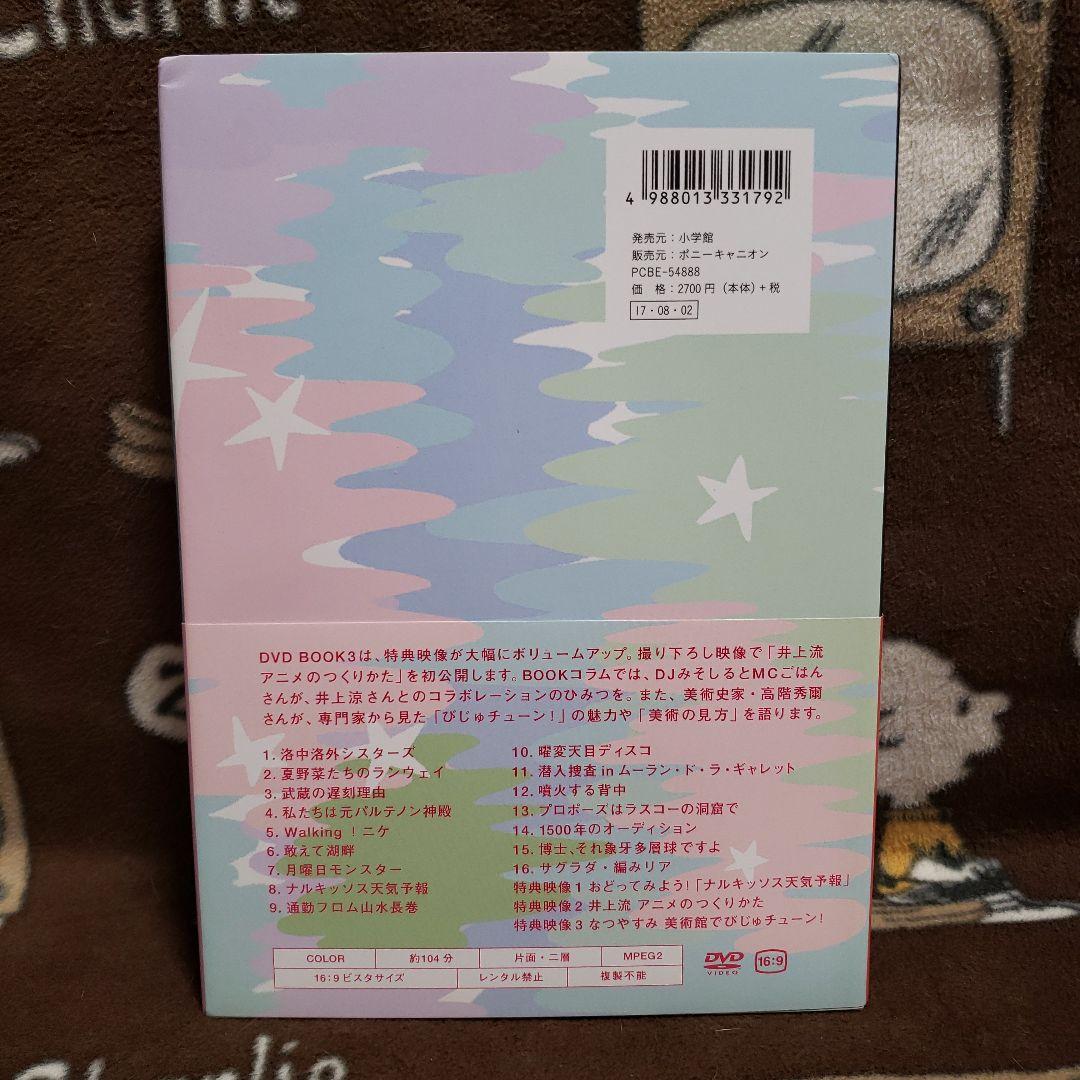 Charlie
4 988013 331792
発売元：小学館
販売元：ポニーキャニオン
PCBE-54888
価　格：2700円（本体）+税
17・08・02
DVD BOOK3は、特典映像が大幅にボリュームアップ。撮り下ろし映像で「井上流
アニメのつくりかた」を初公開します。BOOKコラムでは、DJみそしるとMCごはん
さんが、井上涼さんとのコラボレーションのひみつを。また、美術史家・高階秀爾
さんが、専門家から見た「びじゅチューン！」の魅力や「美術の見方」を語ります。
1. 洛中洛外シスターズ
2. 夏野菜たちのランウェイ
3. 武蔵の遅刻理由
4. 私たちは元パルテノン神殿
5. Walking！ニケ
6. 敢えて湖畔
7. 月曜日モンスター
8. ナルキッソス天気予報
9. 通勤フロム山水長巻
10. 曜変天目ディスコ
11. 潜入捜査 in ムーラン・ド・ラ・ギャレット
12. 噴火する背中
13. プロポーズはラスコーの洞窟で
14. 1500年のオーディション
15. 博士、それ象牙多層球ですよ
16. サグラダ・編みリア
特典映像1 おどってみよう！「ナルキッソス天気予報」
特典映像2 井上流 アニメのつくりかた
特典映像3 なつやすみ 美術館でびじゅチューン！
COLOR 約104分 片面・二層 MPEG2
16：9ビスタサイズ レンタル禁止 複製不能
DVD VIDEO 16:9
Charlie